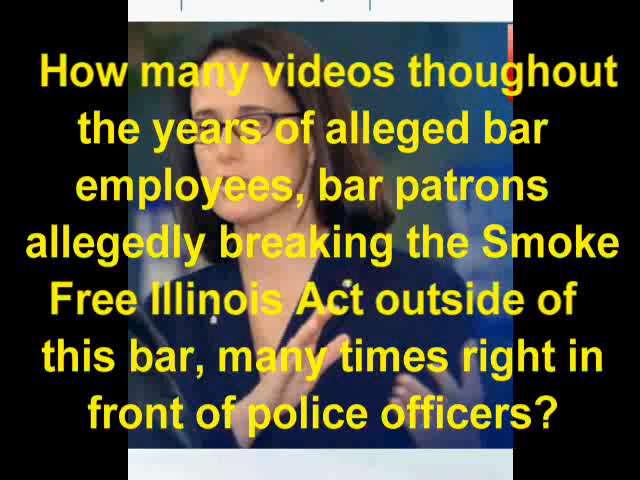 How many videos thoughout
the years of alleged bar
employees, bar patrons
allegedly breaking the Smoke
Free Illinois Act outside of
this bar, many times right in
front of police officers?